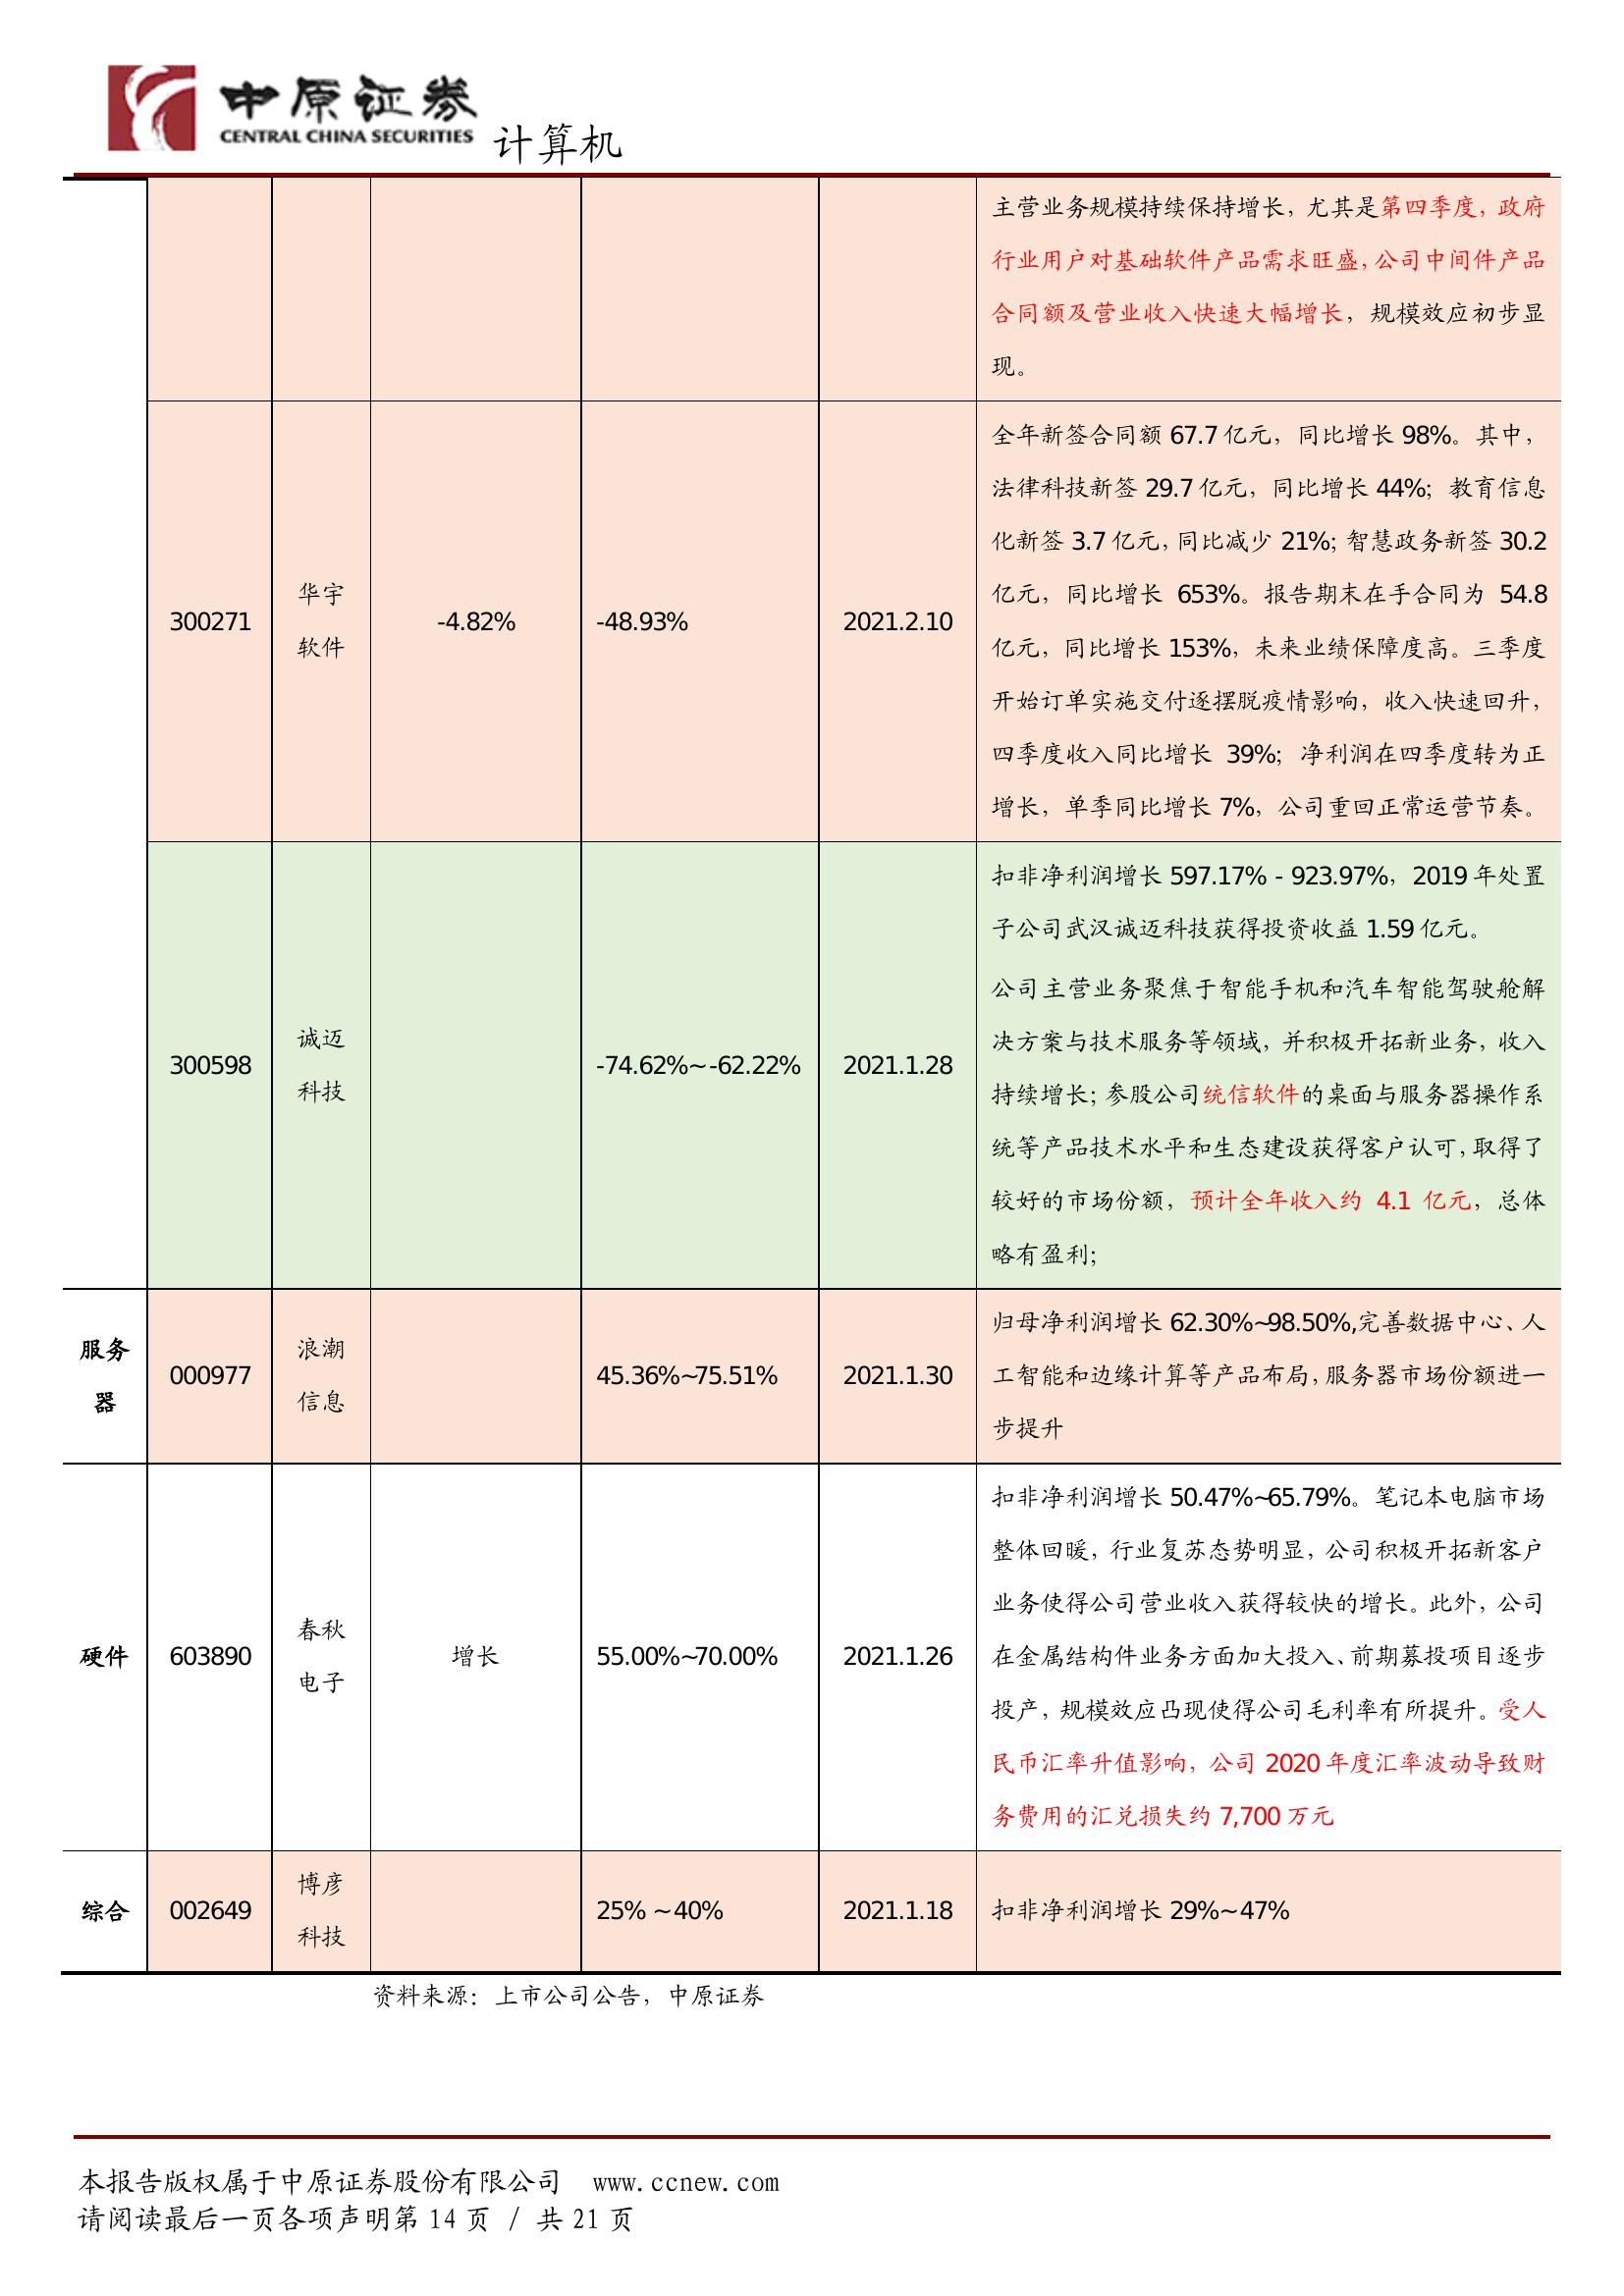 中原证券
CENTRAL CHINA SECURITIES
计算机
主营业务规模持续保持增长，尤其是第四季度，政府
行业用户对基础软件产品需求旺盛，公司中间件产品
合同额及营业收入快速大幅增长，规模效应初步显
现。
300271
华宇
软件
-4.82%
-48.93%
2021.2.10
全年新签合同额 67.7 亿元，同比增长 98%。其中，
法律科技新签 29.7 亿元，同比增长 44%；教育信息
化新签 3.7 亿元，同比减少 21%；智慧政务新签 30.2
亿元，同比增长 653%。报告期末在手合同为 54.8
亿元，同比增长 153%，未来业绩保障度高。三季度
开始订单实施交付逐摆脱疫情影响，收入快速回升，
四季度收入同比增长 39%；净利润在四季度转为正
增长，单季同比增长 7%，公司重回正常运营节奏。
300598
诚迈
科技
-74.62%~ -62.22%
2021.1.28
扣非净利润增长 597.17% - 923.97%，2019 年处置
子公司武汉诚迈科技获得投资收益 1.59 亿元。
公司主营业务聚焦于智能手机和汽车智能驾驶舱解
决方案与技术服务等领域，并积极开拓新业务，收入
持续增长；参股公司统信软件的桌面与服务器操作系
统等产品技术水平和生态建设获得客户认可，取得了
较好的市场份额，预计全年收入约 4.1 亿元，总体
略有盈利；
服务
器
000977
浪潮
信息
45.36%~75.51%
2021.1.30
归母净利润增长 62.30%~98.50%,完善数据中心、人
工智能和边缘计算等产品布局，服务器市场份额进一
步提升
硬件
603890
春秋
电子
增长
55.00%~70.00%
2021.1.26
扣非净利润增长 50.47%~65.79%。笔记本电脑市场
整体回暖，行业复苏态势明显，公司积极开拓新客户
业务使得公司营业收入获得较快的增长。此外，公司
在金属结构件业务方面加大投入、前期募投项目逐步
投产，规模效应凸现使得公司毛利率有所提升。受人
民币汇率升值影响，公司 2020 年度汇率波动导致财
务费用的汇兑损失约 7,700 万元
综合
002649
博彦
科技
25% ~ 40%
2021.1.18
扣非净利润增长 29%~ 47%
资料来源：上市公司公告，中原证券
本报告版权属于中原证券股份有限公司 www.ccnew.com
请阅读最后一页各项声明第 14 页 / 共 21 页